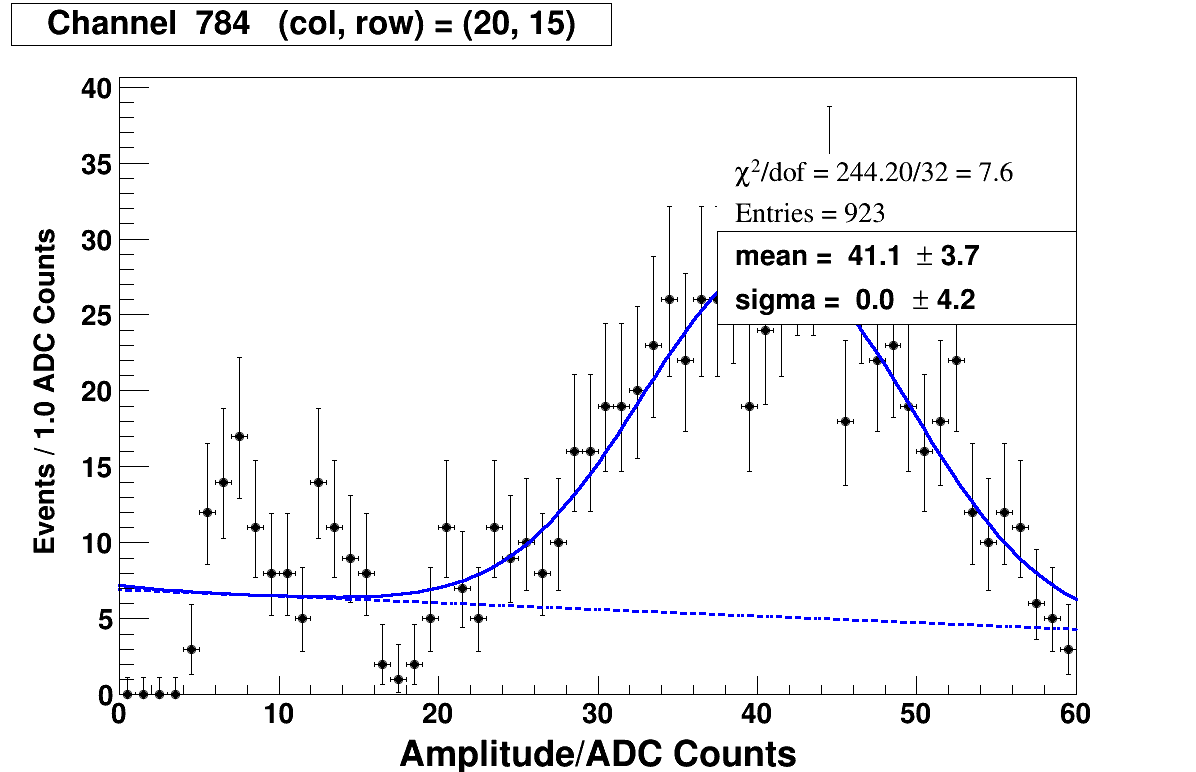 Channel 784 (col, row) = (20, 15)
40
35
30
25
20
15
10
5
0
Events / 1.0 ADC Counts
χ²/dof = 244.20/32 = 7.6
Entries = 923
mean = 41.1 ± 3.7
sigma = 0.0 ± 4.2
0 10 20 30 40 50 60
Amplitude/ADC Counts